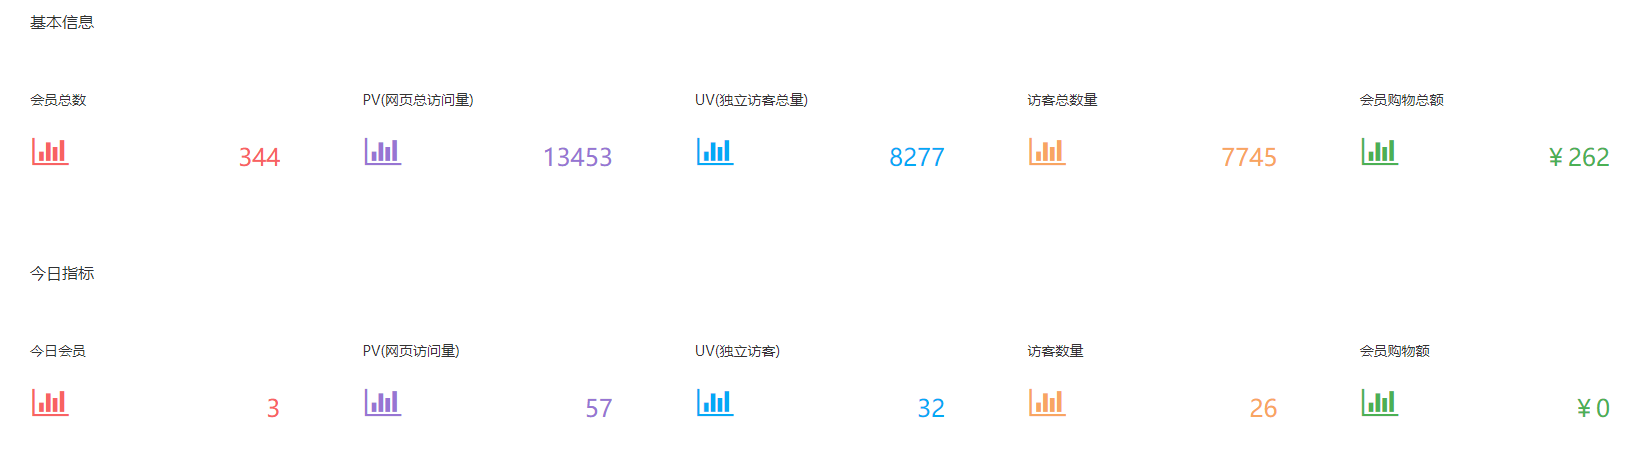 基本信息
会员总数 PV(网页总访问量) UV(独立访客总量) 访客总数量 会员购物总额
344 13453 8277 7745 ¥262
今日指标
今日会员 PV(网页访问量) UV(独立访客) 访客数量 会员购物额
3 57 32 26 ¥0